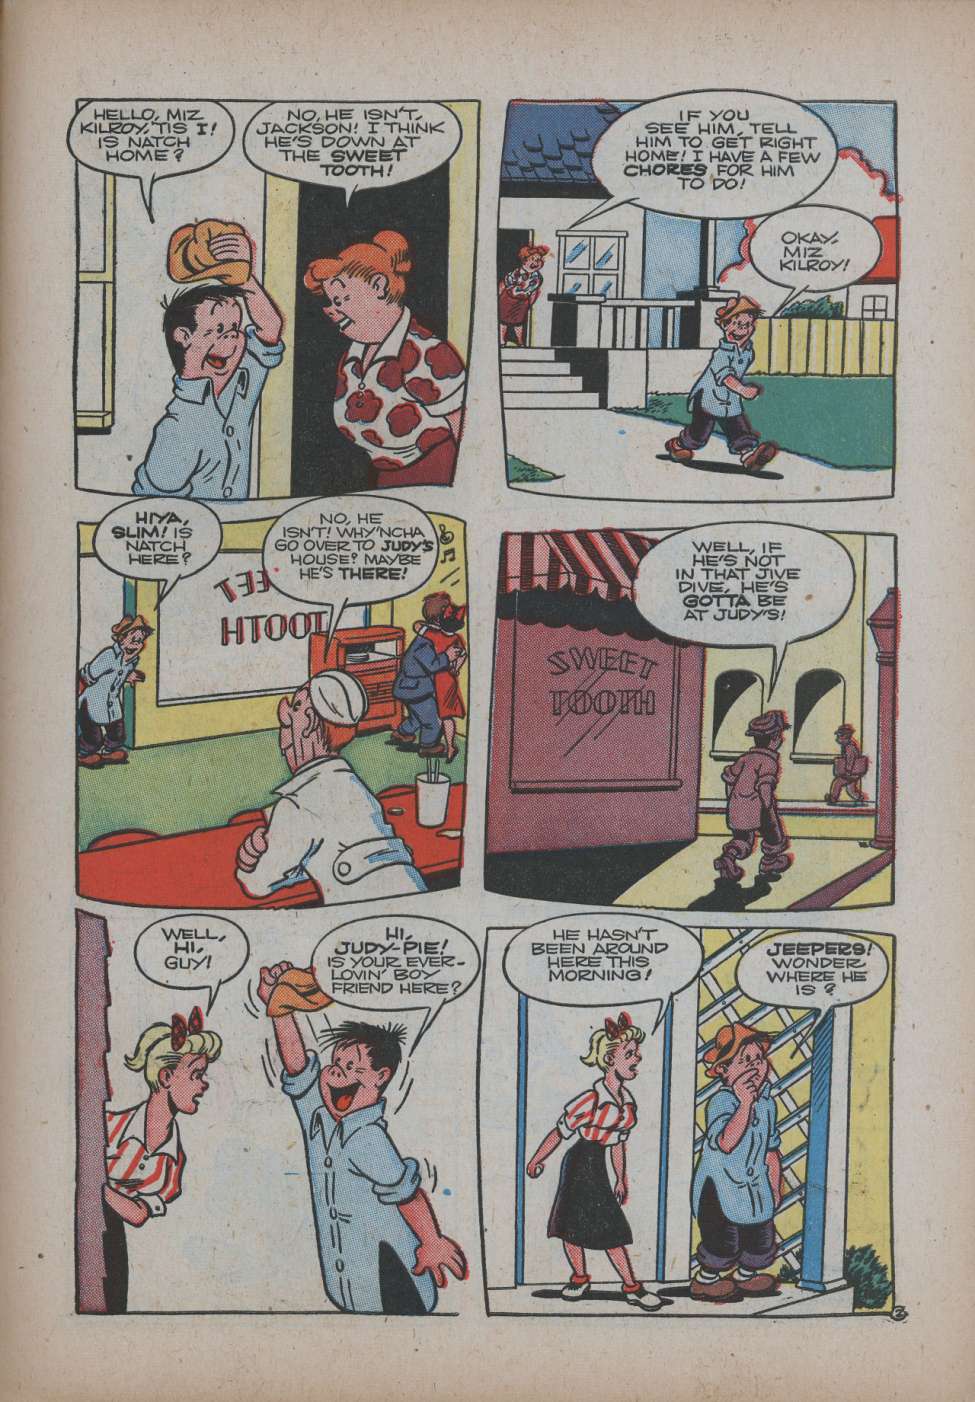 HELLO, MIZ
KILROY, 'TIS I!
IS NATCH
HOME?
NO, HE ISN'T,
JACKSON! I THINK
HE'S DOWN AT
THE SWEET
TOOTH!
IF YOU
SEE HIM, TELL
HIM TO GET RIGHT
HOME! I HAVE A FEW
CHORES FOR HIM
TO DO!
OKAY,
MIZ
KILROY!
HIYA,
SLIM! IS
NATCH
HERE?
NO, HE
ISN'T! WHY'NCHA
GO OVER TO JUDY'S
HOUSE? MAYBE
HE'S THERE!
EET
TOOTH
WELL, IF
HE'S NOT
IN THAT JIVE
DIVE, HE'S
GOTTA BE
AT JUDY'S!
SWEET
TOOTH
WELL,
HI,
GUY!
HI,
JUDY-PIE!
IS YOUR EVER-
LOVIN' BOY
FRIEND HERE?
HE HASN'T
BEEN AROUND
HERE THIS
MORNING!
JEEPERS!
WONDER
WHERE HE
IS?
2